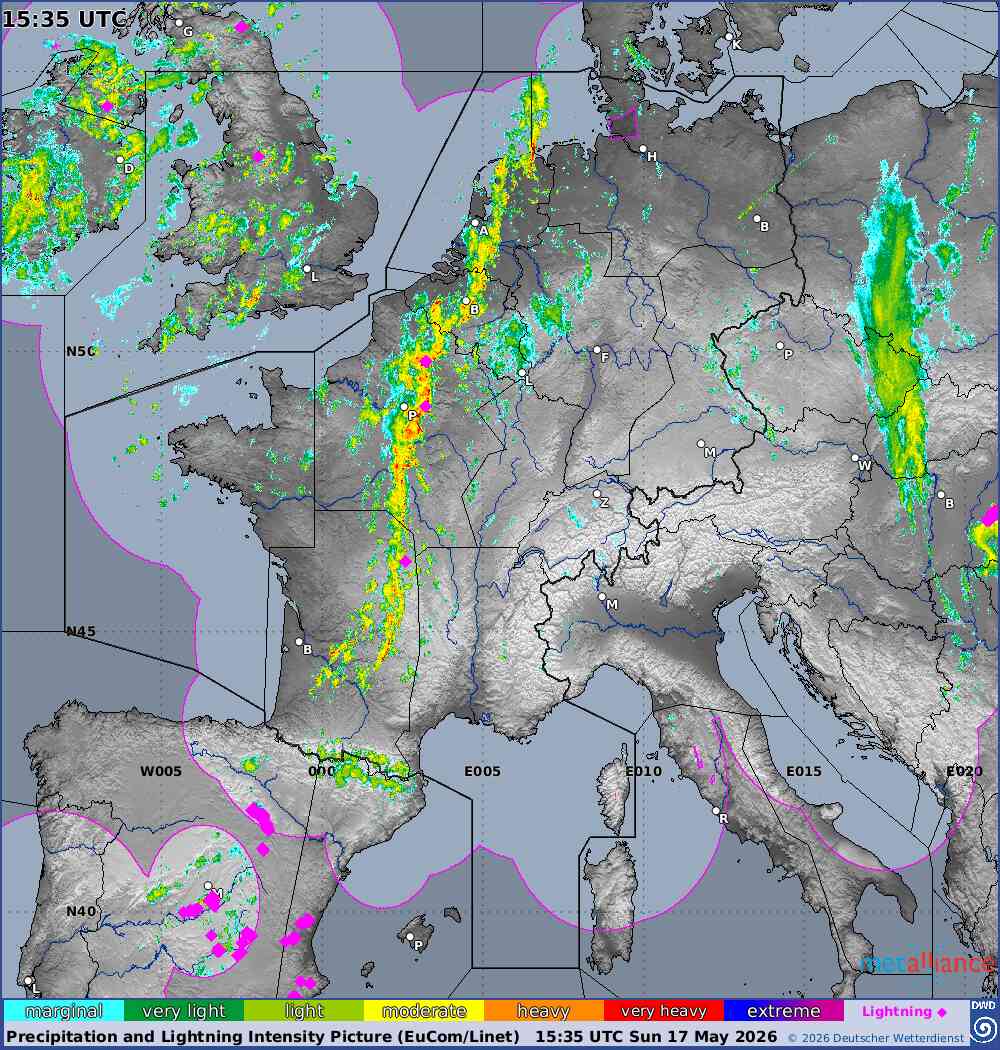 15:35 UTC
G
K
D
H
A
B
L
B
N50
P
F
L
P
M
W
Z
B
M
N45
B
W005
000
E005
E010
E015
E020
R
M
N40
P
metalliance
L
marginal very light light moderate heavy very heavy extreme Lightning
DWD
Precipitation and Lightning Intensity Picture (EuCom/Linet) 15:35 UTC Sun 17 May 2026 © 2026 Deutscher Wetterdienst